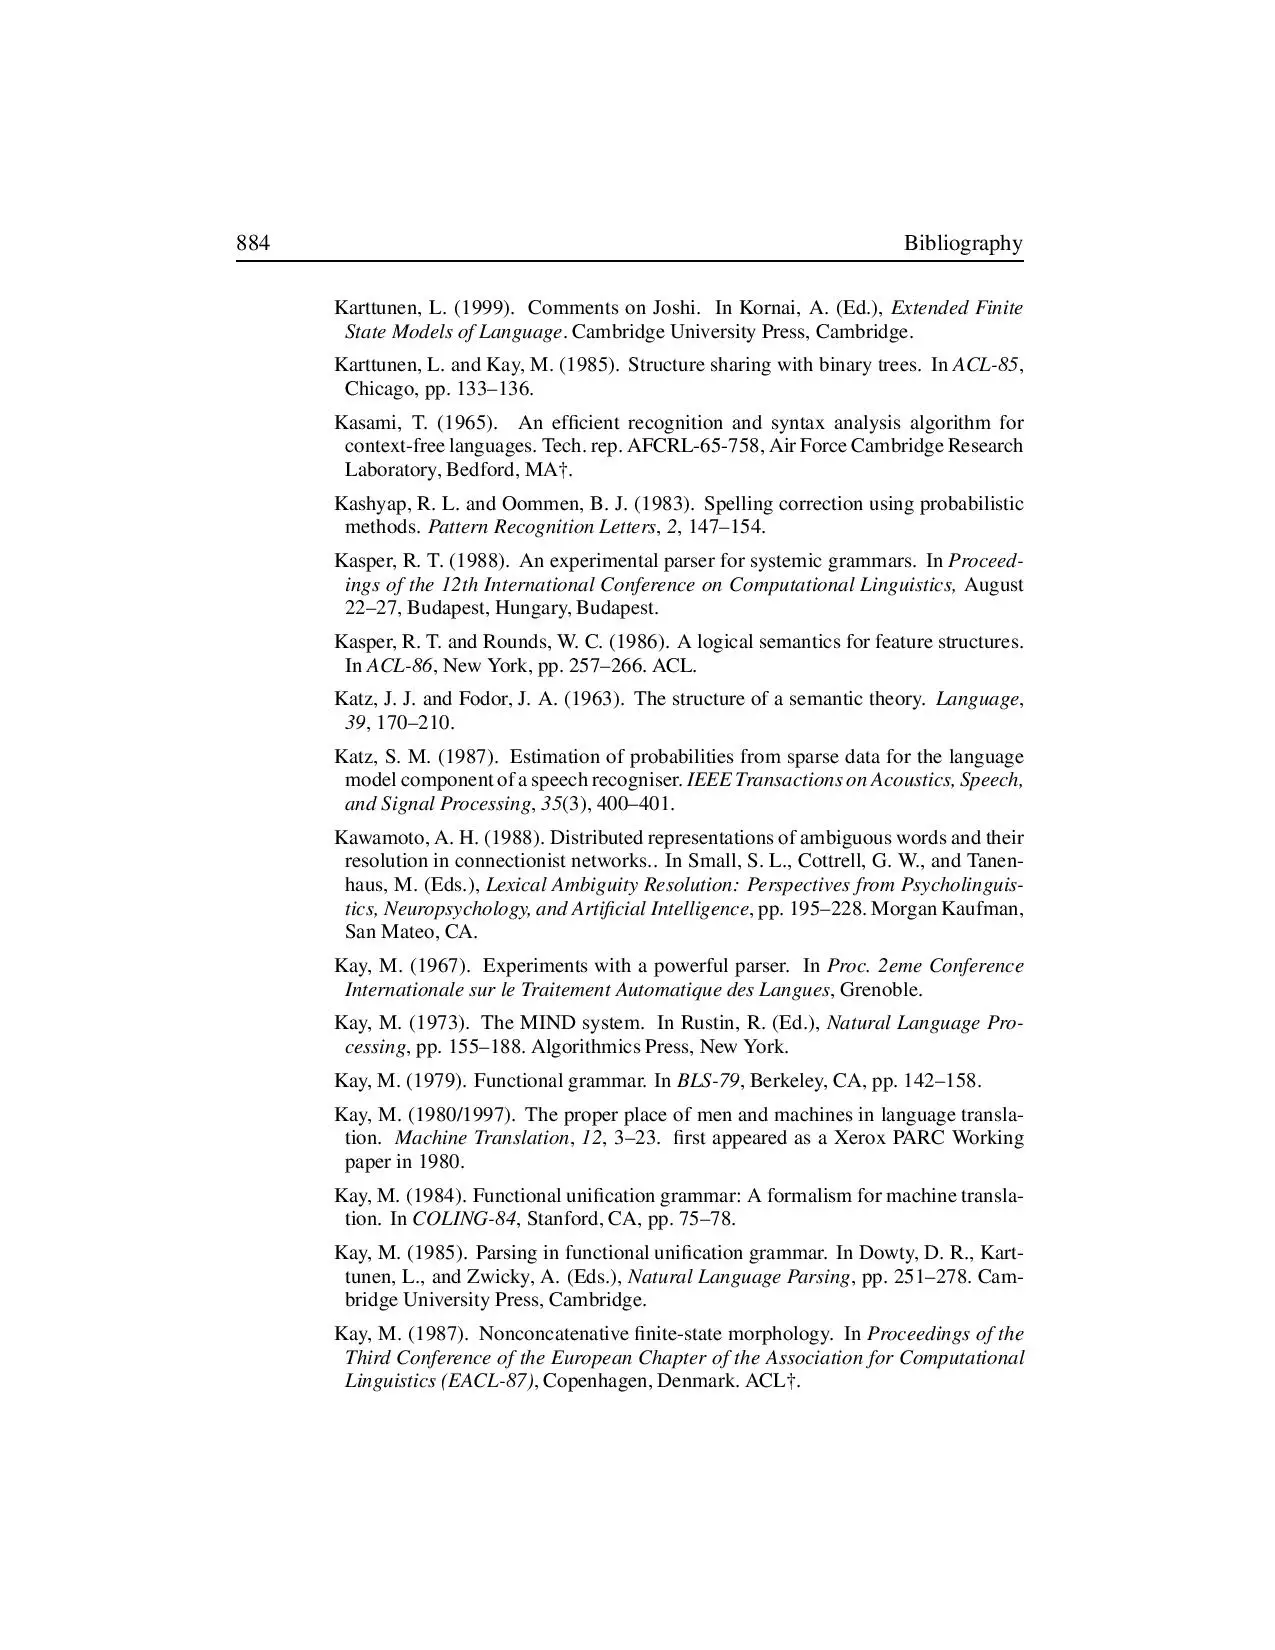 884 Bibliography
Karttunen, L. (1999). Comments on Joshi. In Kornai, A. (Ed.), Extended Finite
State Models of Language. Cambridge University Press, Cambridge.
Karttunen, L. and Kay, M. (1985). Structure sharing with binary trees. In ACL-85,
Chicago, pp. 133–136.
Kasami, T. (1965). An efficient recognition and syntax analysis algorithm for
context-free languages. Tech. rep. AFCRL-65-758, Air Force Cambridge Research
Laboratory, Bedford, MA†.
Kashyap, R. L. and Oommen, B. J. (1983). Spelling correction using probabilistic
methods. Pattern Recognition Letters, 2, 147–154.
Kasper, R. T. (1988). An experimental parser for systemic grammars. In Proceed-
ings of the 12th International Conference on Computational Linguistics, August
22–27, Budapest, Hungary, Budapest.
Kasper, R. T. and Rounds, W. C. (1986). A logical semantics for feature structures.
In ACL-86, New York, pp. 257–266. ACL.
Katz, J. J. and Fodor, J. A. (1963). The structure of a semantic theory. Language,
39, 170–210.
Katz, S. M. (1987). Estimation of probabilities from sparse data for the language
model component of a speech recogniser. IEEE Transactions on Acoustics, Speech,
and Signal Processing, 35(3), 400–401.
Kawamoto, A. H. (1988). Distributed representations of ambiguous words and their
resolution in connectionist networks.. In Small, S. L., Cottrell, G. W., and Tanen-
haus, M. (Eds.), Lexical Ambiguity Resolution: Perspectives from Psycholinguis-
tics, Neuropsychology, and Artificial Intelligence, pp. 195–228. Morgan Kaufman,
San Mateo, CA.
Kay, M. (1967). Experiments with a powerful parser. In Proc. 2eme Conference
Internationale sur le Traitement Automatique des Langues, Grenoble.
Kay, M. (1973). The MIND system. In Rustin, R. (Ed.), Natural Language Pro-
cessing, pp. 155–188. Algorithmics Press, New York.
Kay, M. (1979). Functional grammar. In BLS-79, Berkeley, CA, pp. 142–158.
Kay, M. (1980/1997). The proper place of men and machines in language transla-
tion. Machine Translation, 12, 3–23. first appeared as a Xerox PARC Working
paper in 1980.
Kay, M. (1984). Functional unification grammar: A formalism for machine transla-
tion. In COLING-84, Stanford, CA, pp. 75–78.
Kay, M. (1985). Parsing in functional unification grammar. In Dowty, D. R., Kart-
tunen, L., and Zwicky, A. (Eds.), Natural Language Parsing, pp. 251–278. Cam-
bridge University Press, Cambridge.
Kay, M. (1987). Nonconcatenative finite-state morphology. In Proceedings of the
Third Conference of the European Chapter of the Association for Computational
Linguistics (EACL-87), Copenhagen, Denmark. ACL†.